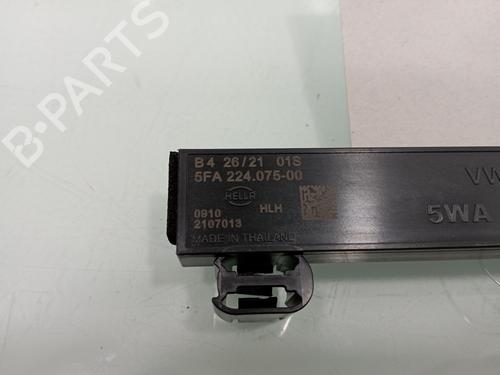 B-PARTS
B4 26/21 01S
5FA 224.075-00
HELLA
HLH
0910
2107013
MADE IN THAILAND
VW
5WA